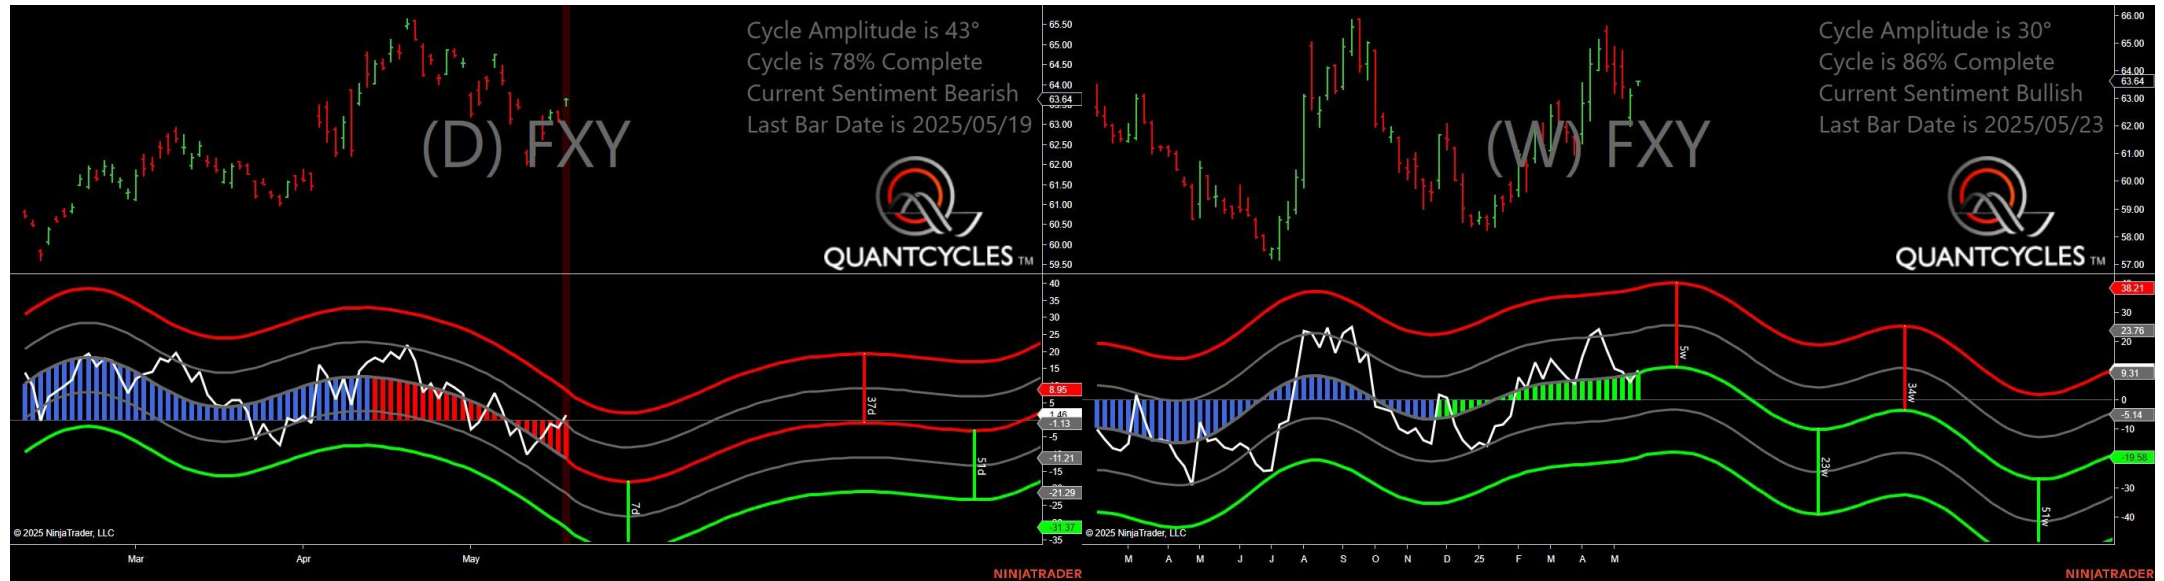 Cycle Amplitude is 43°
Cycle is 78% Complete
Current Sentiment Bearish
Last Bar Date is 2025/05/19
(D) FXY
QUANTCYCLES TM
65.50
65.00
64.50
64.00
63.64
63.00
62.50
62.00
61.50
61.00
60.50
60.00
59.50
40
35
30
25
20
15
8.95
5
1.46
-1.13
-5
-11.21
-15
-21.29
-25
-31.37
-35
37d
51d
7d
© 2025 NinjaTrader, LLC
Mar
Apr
May
NINJATRADER
Cycle Amplitude is 30°
Cycle is 86% Complete
Current Sentiment Bullish
Last Bar Date is 2025/05/23
(W) FXY
QUANTCYCLES TM
66.00
65.00
64.00
63.64
63.00
62.00
61.00
60.00
59.00
58.00
57.00
38.21
30
23.76
20
9.31
0
-5.14
-10
-19.58
-30
-40
5w
34w
23w
51w
© 2025 NinjaTrader, LLC
M
A
M
J
J
A
S
O
N
D
25
F
M
A
M
NINJATRADER